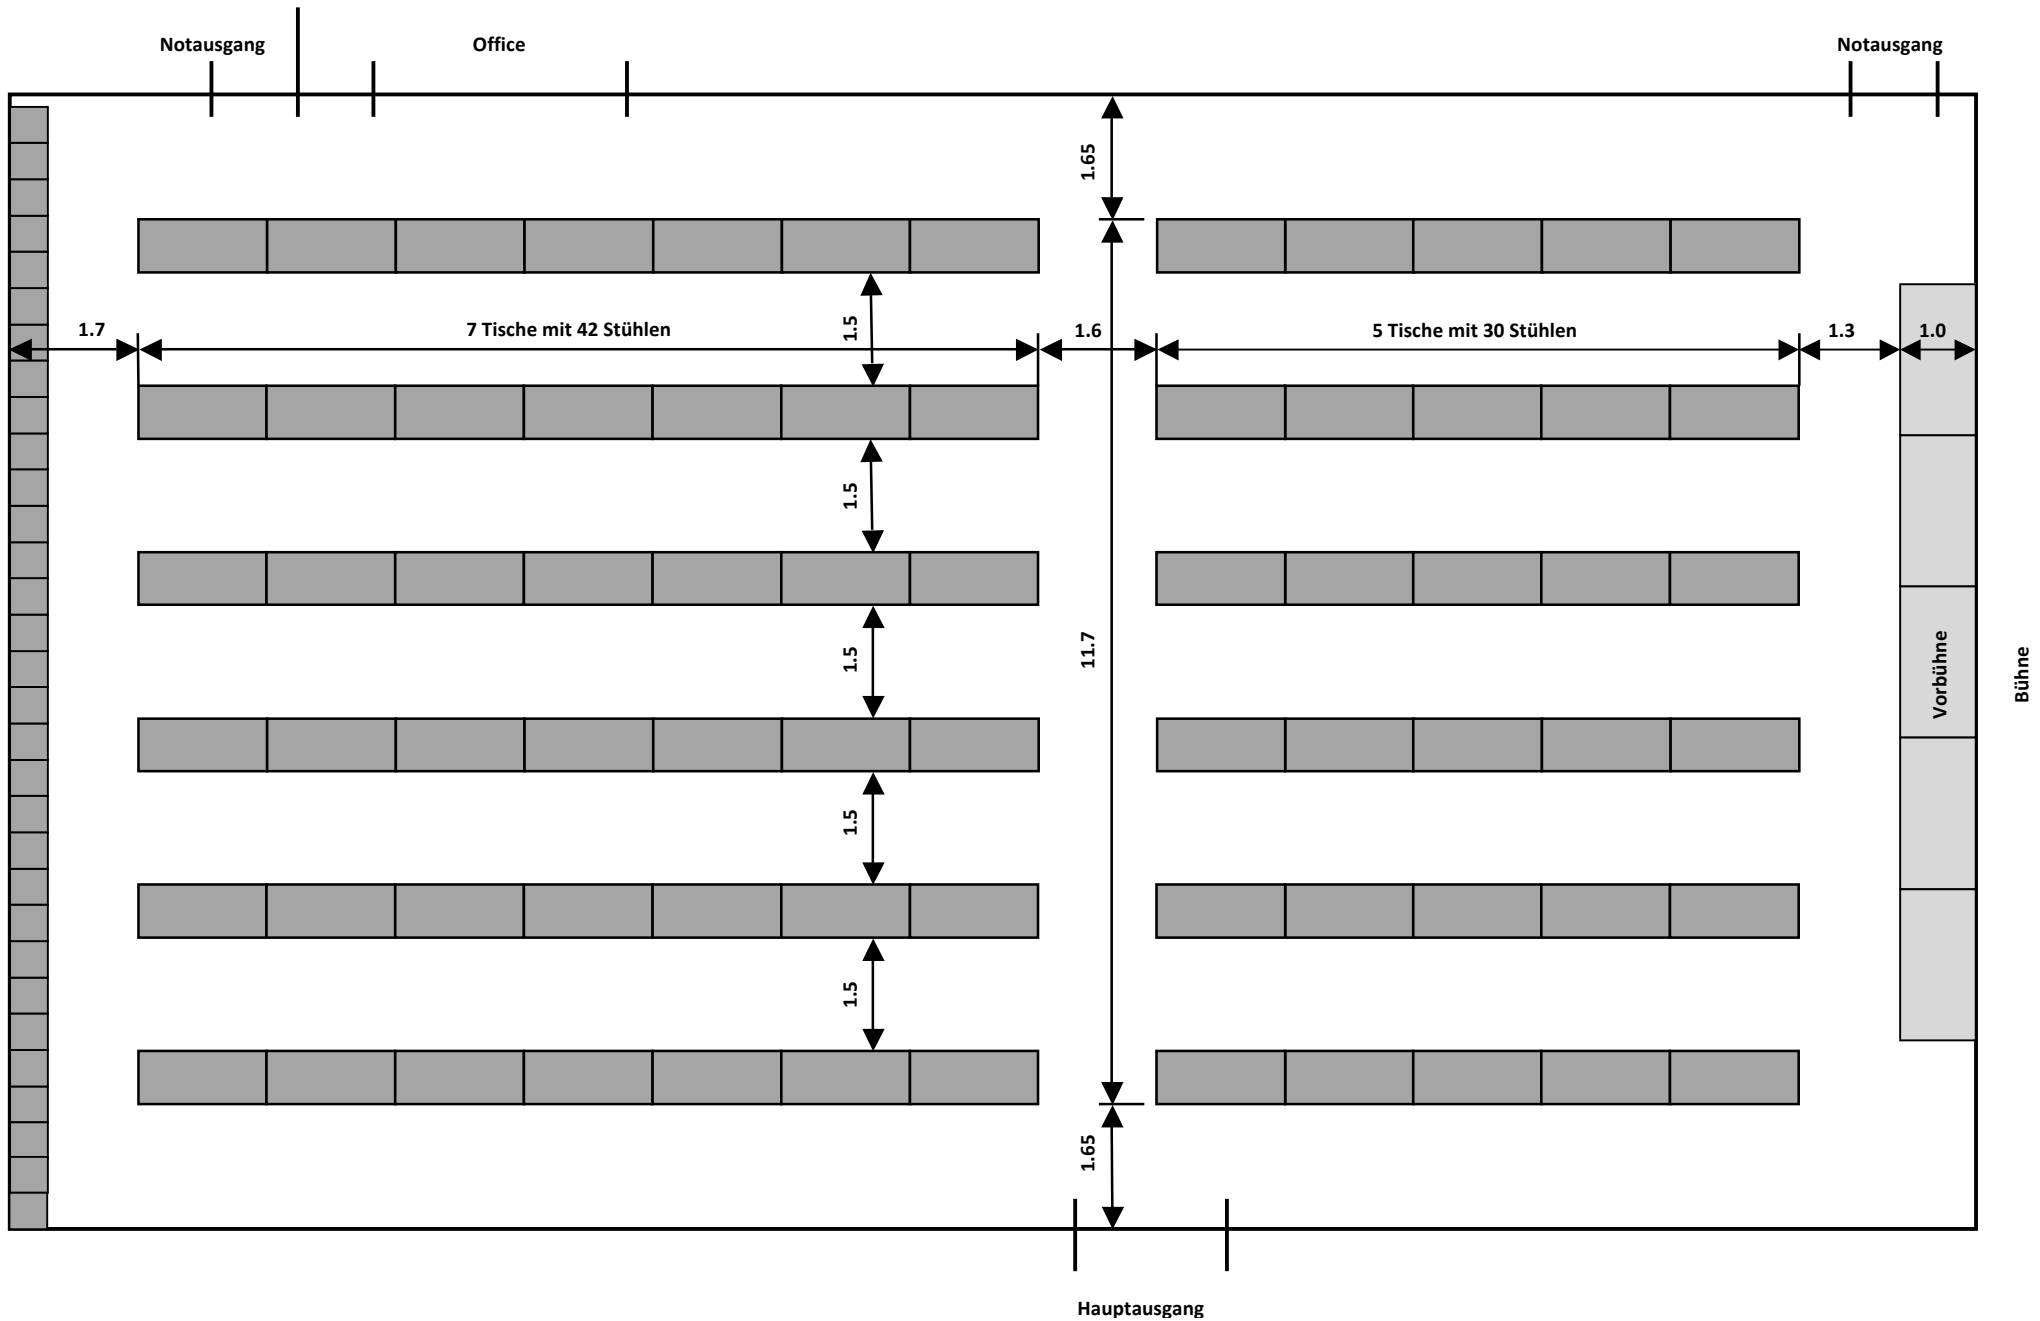 Notausgang
Office
Notausgang
1.65
1.7
7 Tische mit 42 Stühlen
1.5
1.6
5 Tische mit 30 Stühlen
1.3
1.0
1.5
1.5
11.7
Vorbühne
Bühne
1.5
1.5
1.65
Hauptausgang